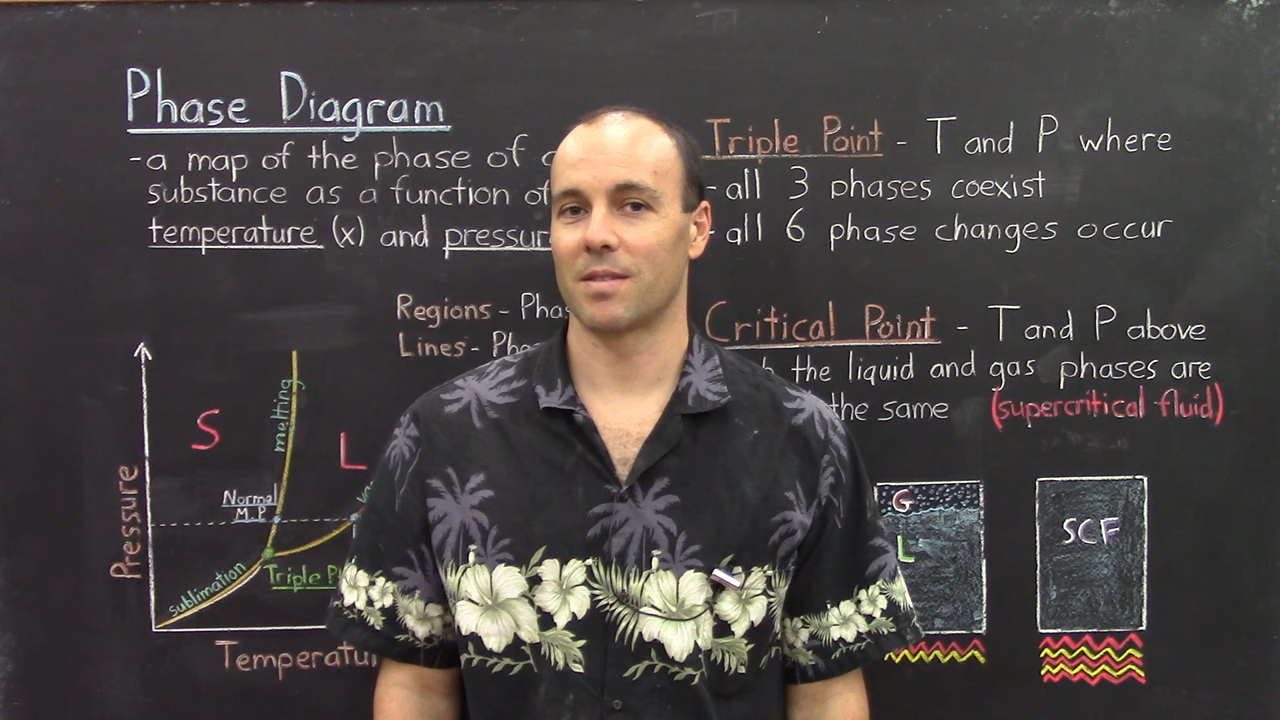 Phase Diagram
-a map of the phase of
substance as a function of
temperature (x) and pressur
Triple Point - T and P where
-all 3 phases coexist
-all 6 phase changes occur
Regions - Phas
Lines - Pha
Critical Point - T and P above
the liquid and gas phases are
the same (supercritical fluid)
Pressure
S
melting
L
Normal
M.P
sublimation
Triple P
Temperatur
G
L
SCF